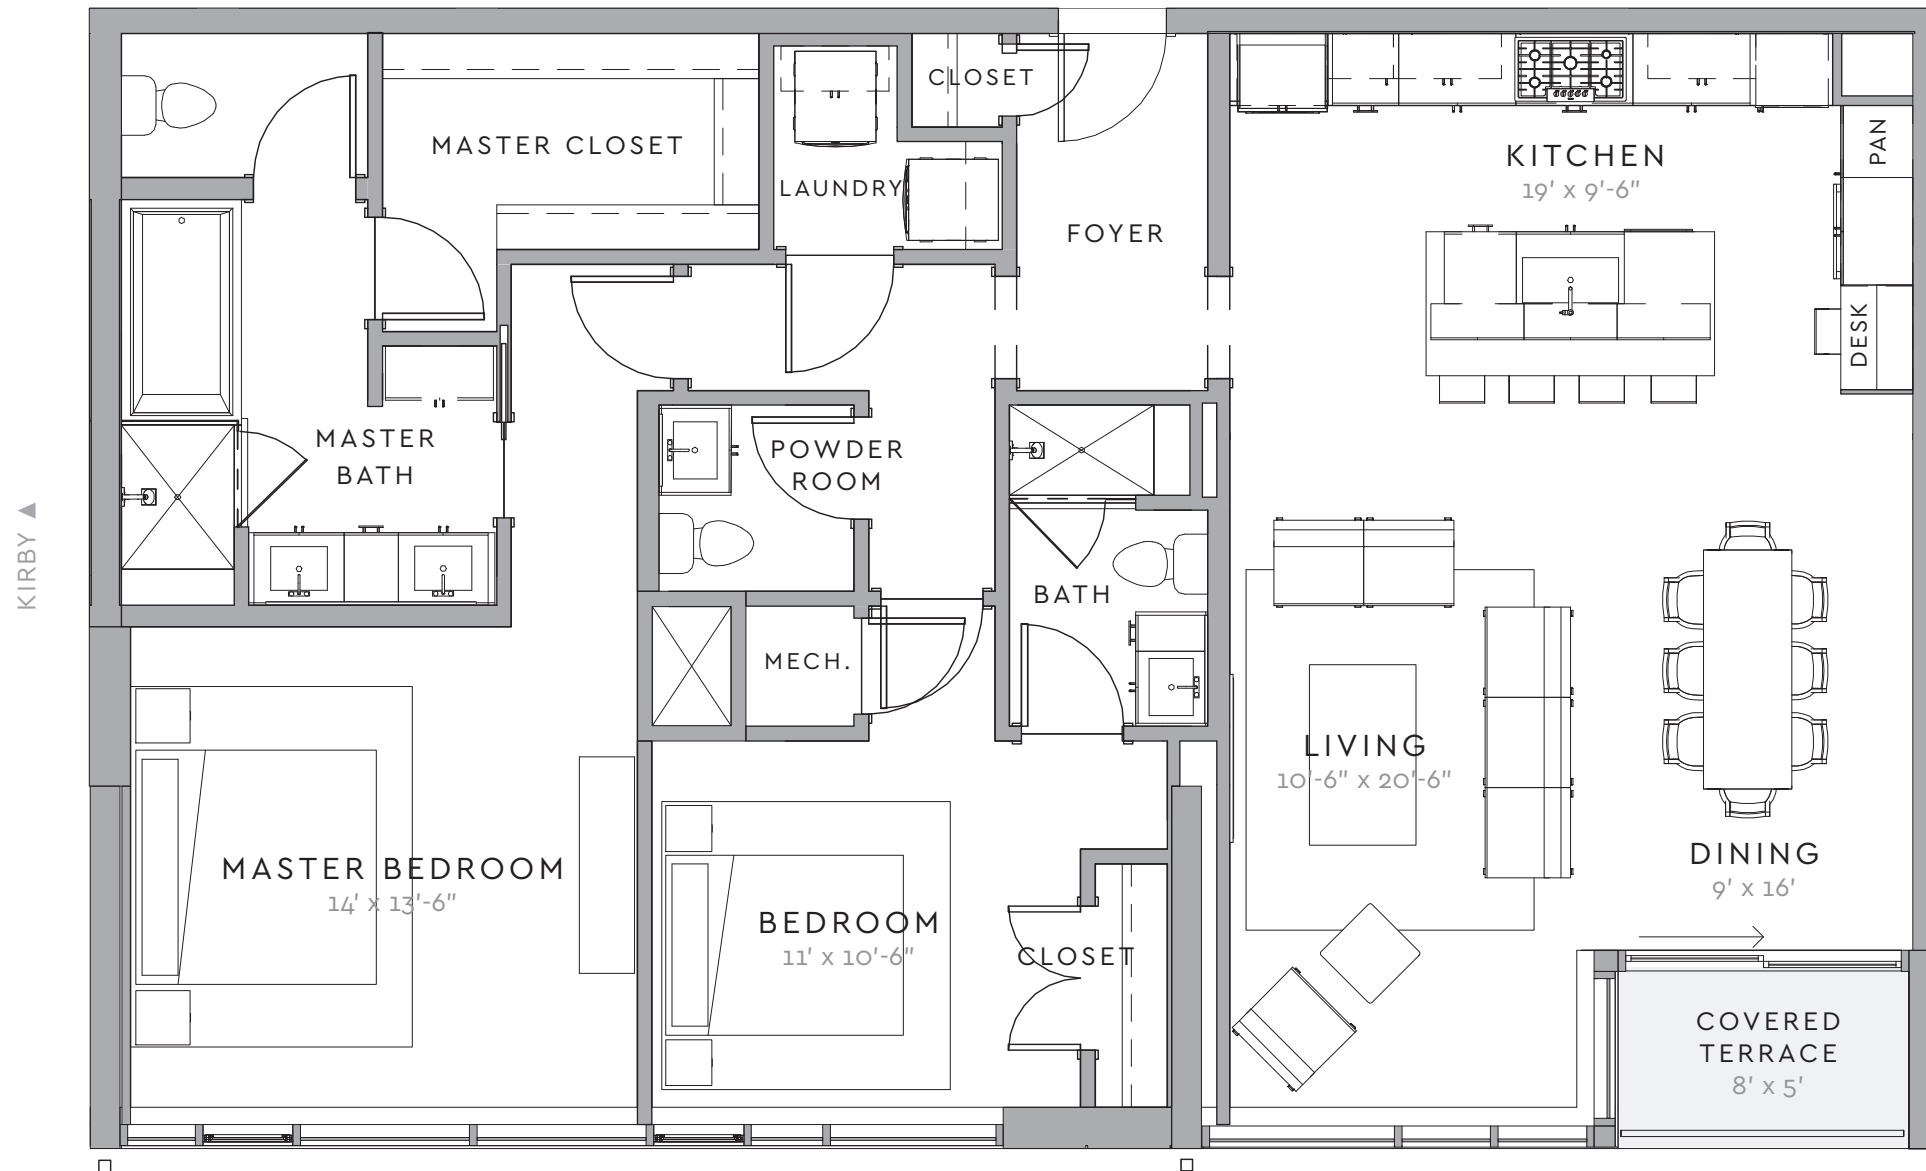 CLOSET
MASTER CLOSET
LAUNDRY
FOYER
KITCHEN
19' x 9'-6"
PAN
DESK
MASTER
BATH
POWDER
ROOM
KIRBY ▲
BATH
MECH.
LIVING
10'-6" x 20'-6"
DINING
9' x 16'
MASTER BEDROOM
14' x 13'-6"
BEDROOM
11' x 10'-6"
CLOSET
COVERED
TERRACE
8' x 5'